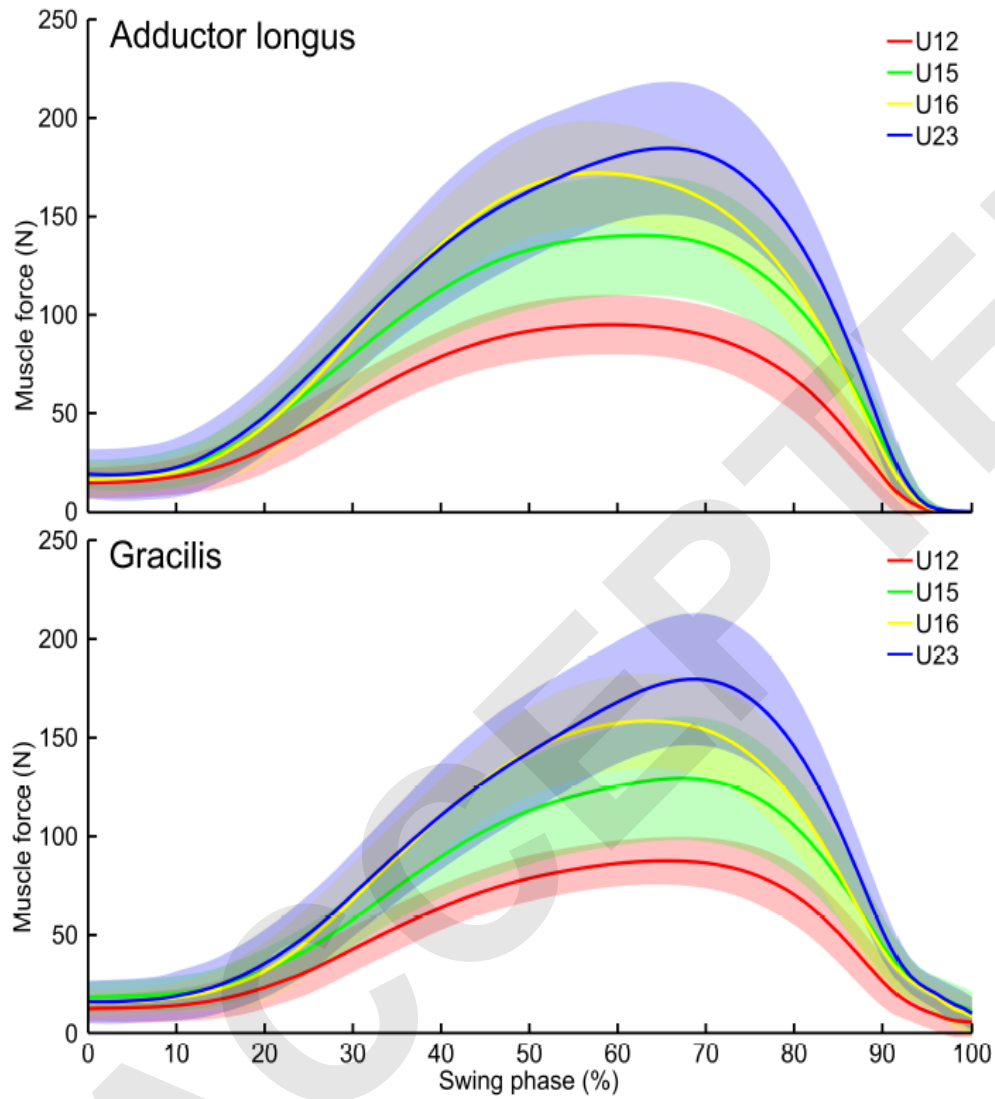 Adductor longus
250
200
150
100
50
0
Muscle force (N)
U12
U15
U16
U23
Gracilis
250
200
150
100
50
0
Muscle force (N)
U12
U15
U16
U23
0 10 20 30 40 50 60 70 80 90 100
Swing phase (%)